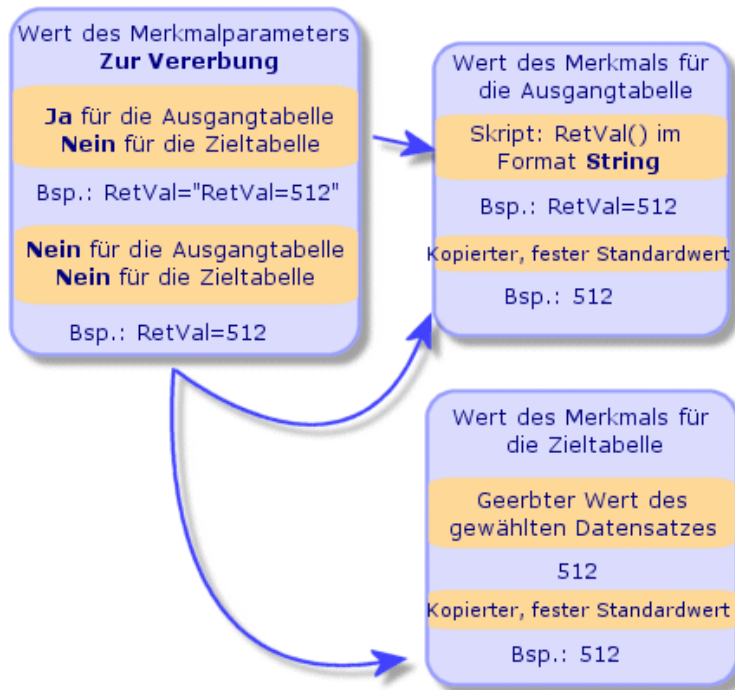 Wert des Merkmalparameters
Zur Vererbung
Ja für die Ausgangtabelle
Nein für die Zieltabelle
Bsp.: RetVal="RetVal=512"
Nein für die Ausgangtabelle
Nein für die Zieltabelle
Bsp.: RetVal=512
Wert des Merkmals für
die Ausgangtabelle
Skript: RetVal() im
Format String
Bsp.: RetVal=512
Kopierter, fester Standardwert
Bsp.: 512
Wert des Merkmals für
die Zieltabelle
Geerbter Wert des
gewählten Datensatzes
512
Kopierter, fester Standardwert
Bsp.: 512